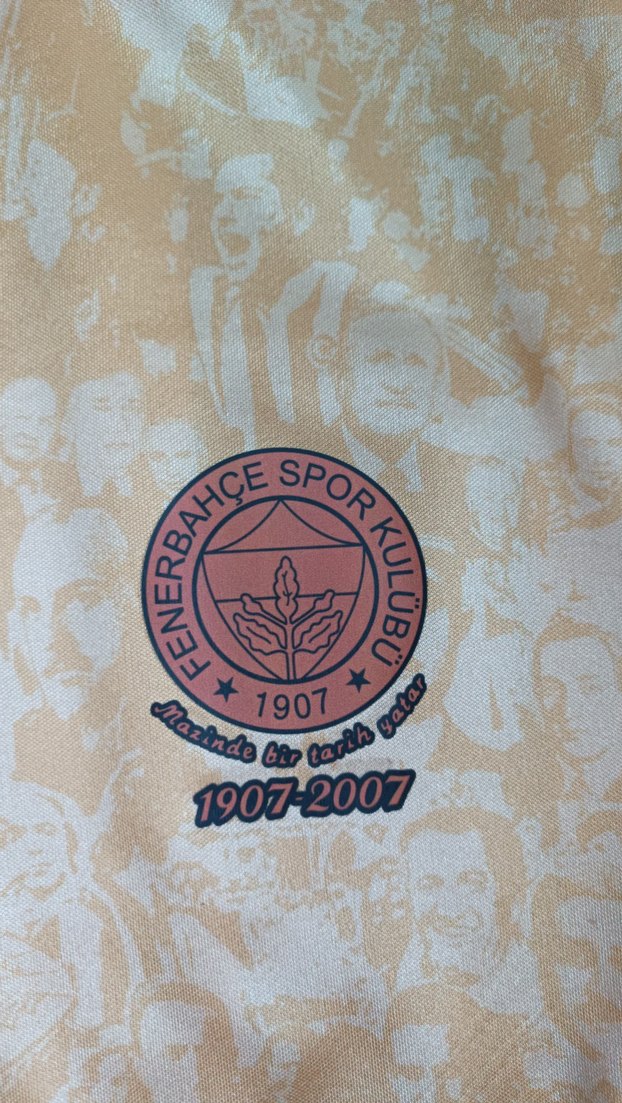 FENERBAHÇE SPOR KULÜBÜ
★ 1907 ★
Mazinde bir tarih yatar
1907-2007